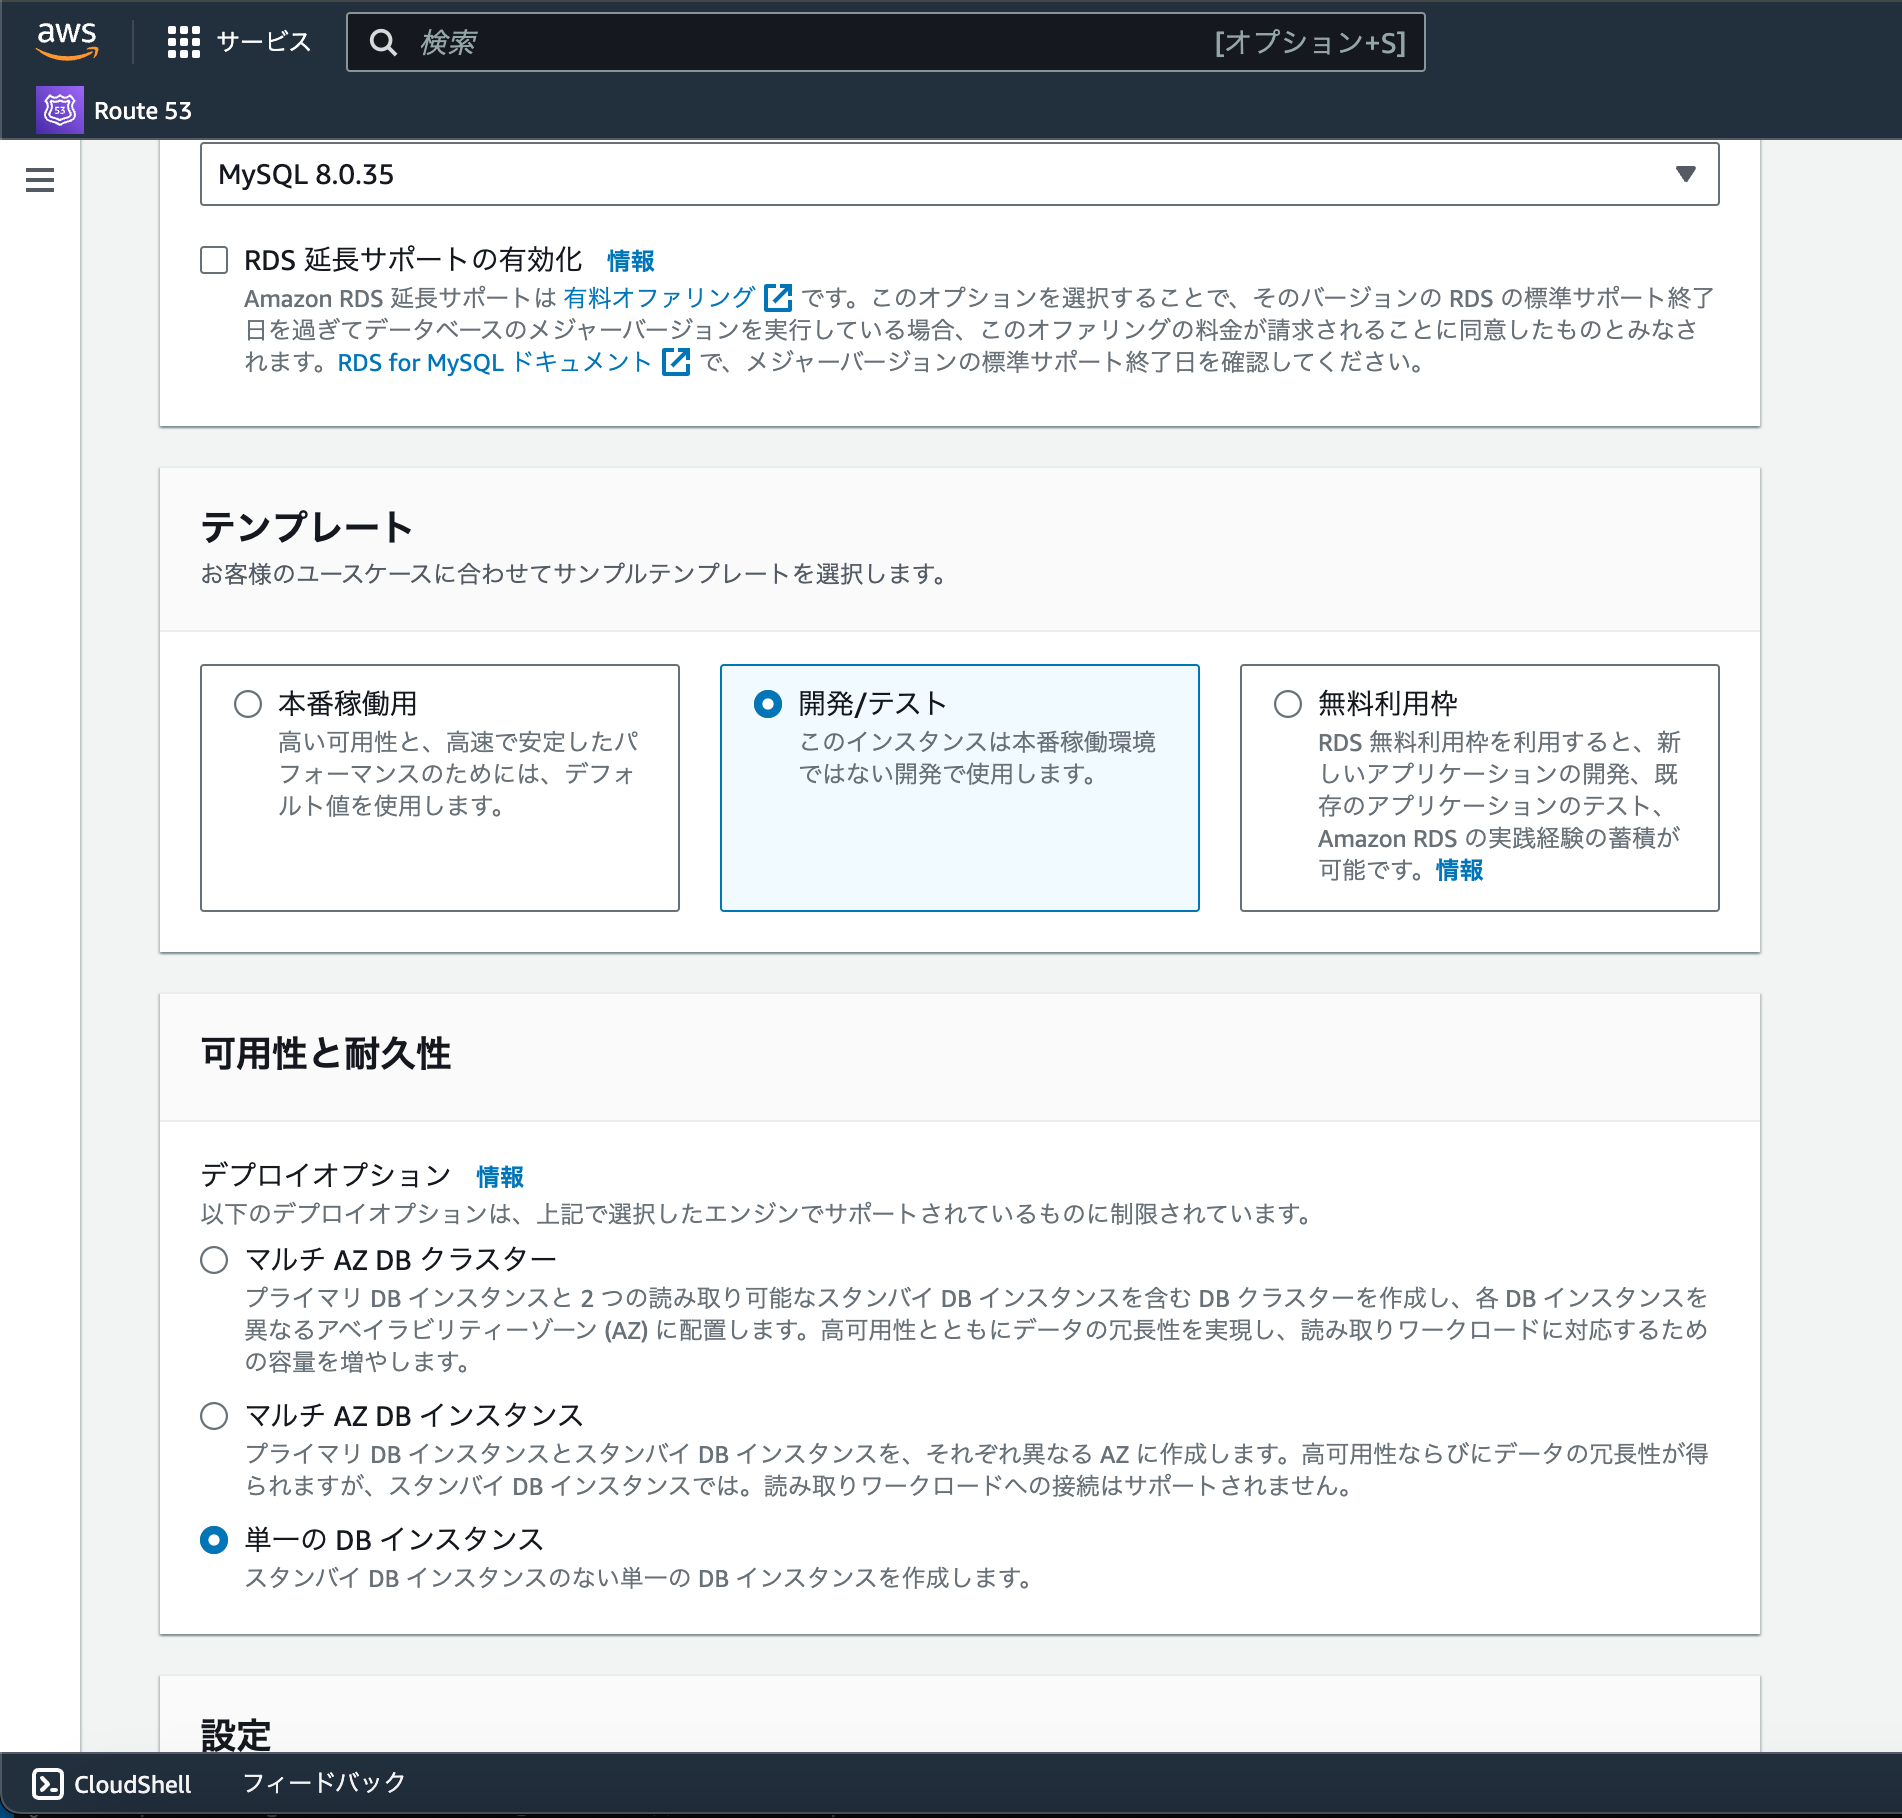 aws
サービス
検索
[オプション+S]
53
Route 53
MySQL 8.0.35
RDS 延長サポートの有効化 情報
Amazon RDS 延長サポートは 有料オファリング です。このオプションを選択することで、そのバージョンの RDS の標準サポート終了
日を過ぎてデータベースのメジャーバージョンを実行している場合、このオファリングの料金が請求されることに同意したものとみなさ
れます。RDS for MySQL ドキュメント で、メジャーバージョンの標準サポート終了日を確認してください。
テンプレート
お客様のユースケースに合わせてサンプルテンプレートを選択します。
本番稼働用
高い可用性と、高速で安定したパ
フォーマンスのためには、デフォ
ルト値を使用します。
開発/テスト
このインスタンスは本番稼働環境
ではない開発で使用します。
無料利用枠
RDS 無料利用枠を利用すると、新
しいアプリケーションの開発、既
存のアプリケーションのテスト、
Amazon RDS の実践経験の蓄積が
可能です。情報
可用性と耐久性
デプロイオプション 情報
以下のデプロイオプションは、上記で選択したエンジンでサポートされているものに制限されています。
マルチ AZ DB クラスター
プライマリ DB インスタンスと 2 つの読み取り可能なスタンバイ DB インスタンスを含む DB クラスターを作成し、各 DB インスタンスを
異なるアベイラビリティーゾーン (AZ) に配置します。高可用性とともにデータの冗長性を実現し、読み取りワークロードに対応するため
の容量を増やします。
マルチ AZ DB インスタンス
プライマリ DB インスタンスとスタンバイ DB インスタンスを、それぞれ異なる AZ に作成します。高可用性ならびにデータの冗長性が得
られますが、スタンバイ DB インスタンスでは。読み取りワークロードへの接続はサポートされません。
単一の DB インスタンス
スタンバイ DB インスタンスのない単一の DB インスタンスを作成します。
設定
CloudShell
フィードバック